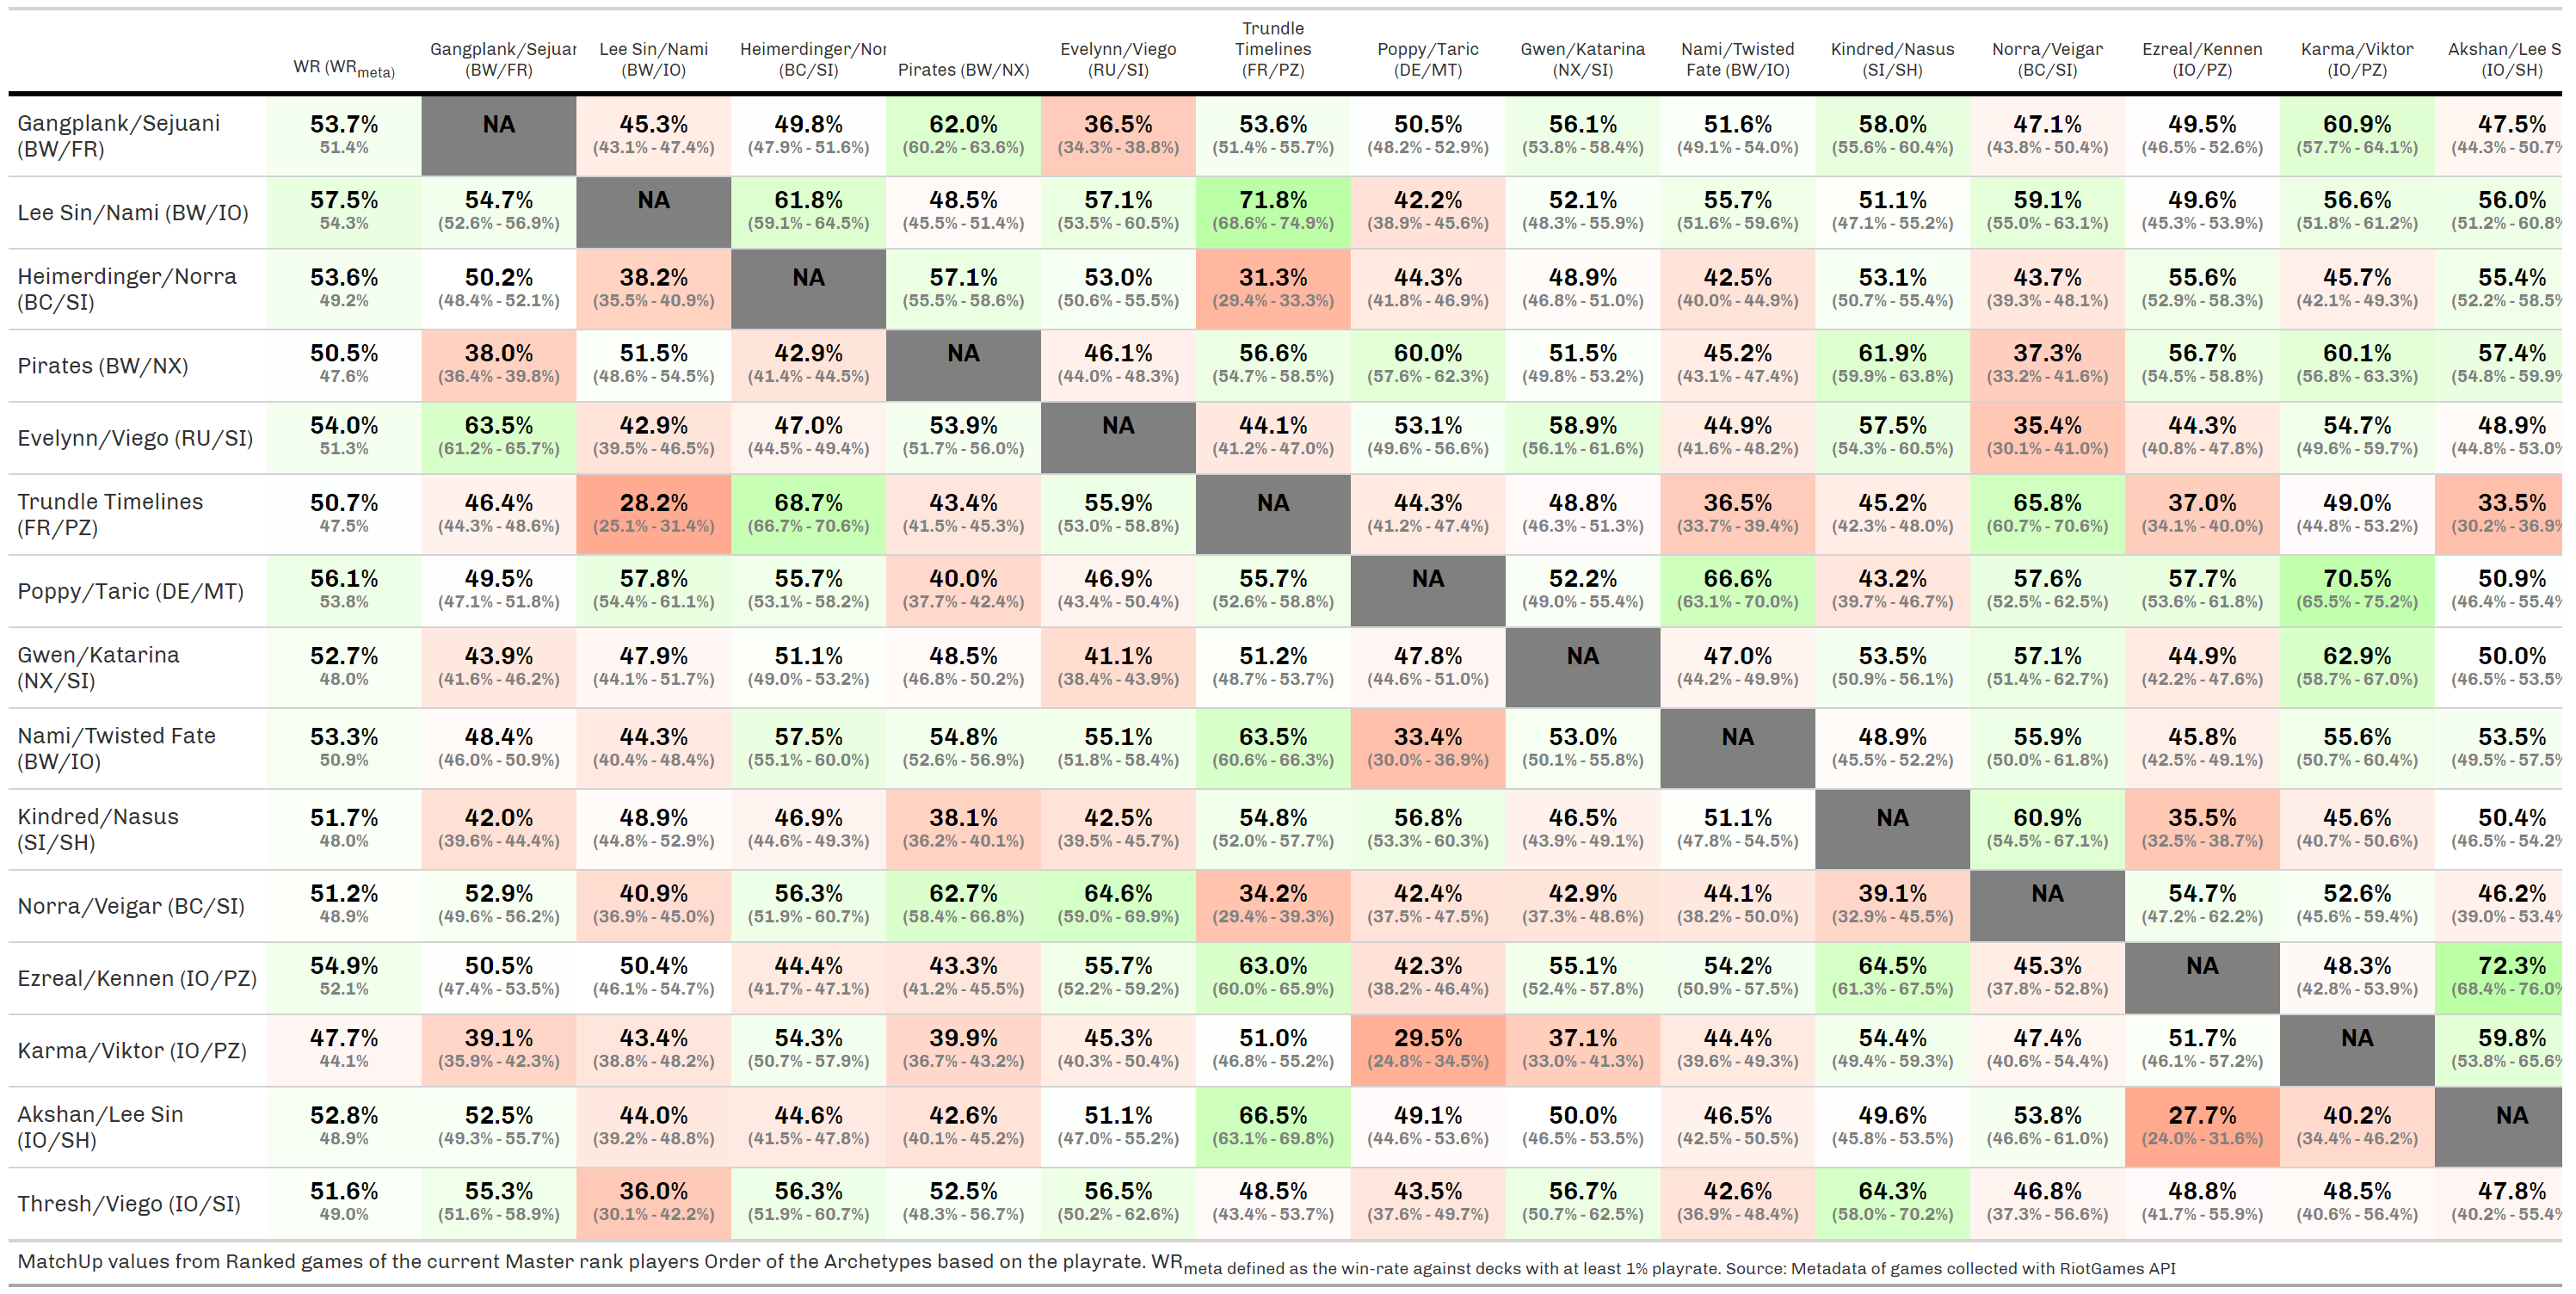 WR (WRmeta) Gangplank/Sejuar (BW/FR) Lee Sin/Nami (BW/IO) Heimerdinger/Nor (BC/SI) Pirates (BW/NX) Evelynn/Viego (RU/SI) Trundle Timelines (FR/PZ) Poppy/Taric (DE/MT) Gwen/Katarina (NX/SI) Nami/Twisted Fate (BW/IO) Kindred/Nasus (SI/SH) Norra/Veigar (BC/SI) Ezreal/Kennen (IO/PZ) Karma/Viktor (IO/PZ) Akshan/Lee S (IO/SH)
Gangplank/Sejuani 53.7% NA 45.3% 49.8% 62.0% 36.5% 53.6% 50.5% 56.1% 51.6% 58.0% 47.1% 49.5% 60.9% 47.5%
(BW/FR) 51.4% (43.1% - 47.4%) (47.9% - 51.6%) (60.2% - 63.6%) (34.3% - 38.8%) (51.4% - 55.7%) (48.2% - 52.9%) (53.8% - 58.4%) (49.1% - 54.0%) (55.6% - 60.4%) (43.8% - 50.4%) (46.5% - 52.6%) (57.7% - 64.1%) (44.3% - 50.7%
Lee Sin/Nami (BW/IO) 57.5% 54.7% NA 61.8% 48.5% 57.1% 71.8% 42.2% 52.1% 55.7% 51.1% 59.1% 49.6% 56.6% 56.0%
54.3% (52.6% - 56.9%) (59.1% - 64.5%) (45.5% - 51.4%) (53.5% - 60.5%) (68.6% - 74.9%) (38.9% - 45.6%) (48.3% - 55.9%) (51.6% - 59.6%) (47.1% - 55.2%) (55.0% - 63.1%) (45.3% - 53.9%) (51.8% - 61.2%) (51.2% - 60.8%
Heimerdinger/Norra 53.6% 50.2% 38.2% NA 57.1% 53.0% 31.3% 44.3% 48.9% 42.5% 53.1% 43.7% 55.6% 45.7% 55.4%
(BC/SI) 49.2% (48.4% - 52.1%) (35.5% - 40.9%) (55.5% - 58.6%) (50.6% - 55.5%) (29.4% - 33.3%) (41.8% - 46.9%) (46.8% - 51.0%) (40.0% - 44.9%) (50.7% - 55.4%) (39.3% - 48.1%) (52.9% - 58.3%) (42.1% - 49.3%) (52.2% - 58.5%
Pirates (BW/NX) 50.5% 38.0% 51.5% 42.9% NA 46.1% 56.6% 60.0% 51.5% 45.2% 61.9% 37.3% 56.7% 60.1% 57.4%
47.6% (36.4% - 39.8%) (48.6% - 54.5%) (41.4% - 44.5%) (44.0% - 48.3%) (54.7% - 58.5%) (57.6% - 62.3%) (49.8% - 53.2%) (43.1% - 47.4%) (59.9% - 63.8%) (33.2% - 41.6%) (54.5% - 58.8%) (56.8% - 63.3%) (54.8% - 59.9%
Evelynn/Viego (RU/SI) 54.0% 63.5% 42.9% 47.0% 53.9% NA 44.1% 53.1% 58.9% 44.9% 57.5% 35.4% 44.3% 54.7% 48.9%
51.3% (61.2% - 65.7%) (39.5% - 46.5%) (44.5% - 49.4%) (51.7% - 56.0%) (41.2% - 47.0%) (49.6% - 56.6%) (56.1% - 61.6%) (41.6% - 48.2%) (54.3% - 60.5%) (30.1% - 41.0%) (40.8% - 47.8%) (49.6% - 59.7%) (44.8% - 53.0%
Trundle Timelines 50.7% 46.4% 28.2% 68.7% 43.4% 55.9% NA 44.3% 48.8% 36.5% 45.2% 65.8% 37.0% 49.0% 33.5%
(FR/PZ) 47.5% (44.3% - 48.6%) (25.1% - 31.4%) (66.7% - 70.6%) (41.5% - 45.3%) (53.0% - 58.8%) (41.2% - 47.4%) (46.3% - 51.3%) (33.7% - 39.4%) (42.3% - 48.0%) (60.7% - 70.6%) (34.1% - 40.0%) (44.8% - 53.2%) (30.2% - 36.9%
Poppy/Taric (DE/MT) 56.1% 49.5% 57.8% 55.7% 40.0% 46.9% 55.7% NA 52.2% 66.6% 43.2% 57.6% 57.7% 70.5% 50.9%
53.8% (47.1% - 51.8%) (54.4% - 61.1%) (53.1% - 58.2%) (37.7% - 42.4%) (43.4% - 50.4%) (52.6% - 58.8%) (49.0% - 55.4%) (63.1% - 70.0%) (39.7% - 46.7%) (52.5% - 62.5%) (53.6% - 61.8%) (65.5% - 75.2%) (46.4% - 55.4%
Gwen/Katarina 52.7% 43.9% 47.9% 51.1% 48.5% 41.1% 51.2% 47.8% NA 47.0% 53.5% 57.1% 44.9% 62.9% 50.0%
(NX/SI) 48.0% (41.6% - 46.2%) (44.1% - 51.7%) (49.0% - 53.2%) (46.8% - 50.2%) (38.4% - 43.9%) (48.7% - 53.7%) (44.6% - 51.0%) (44.2% - 49.9%) (50.9% - 56.1%) (51.4% - 62.7%) (42.2% - 47.6%) (58.7% - 67.0%) (46.5% - 53.5%
Nami/Twisted Fate 53.3% 48.4% 44.3% 57.5% 54.8% 55.1% 63.5% 33.4% 53.0% NA 48.9% 55.9% 45.8% 55.6% 53.5%
(BW/IO) 50.9% (46.0% - 50.9%) (40.4% - 48.4%) (55.1% - 60.0%) (52.6% - 56.9%) (51.8% - 58.4%) (60.6% - 66.3%) (30.0% - 36.9%) (50.1% - 55.8%) (45.5% - 52.2%) (50.0% - 61.8%) (42.5% - 49.1%) (50.7% - 60.4%) (49.5% - 57.5%
Kindred/Nasus 51.7% 42.0% 48.9% 46.9% 38.1% 42.5% 54.8% 56.8% 46.5% 51.1% NA 60.9% 35.5% 45.6% 50.4%
(SI/SH) 48.0% (39.6% - 44.4%) (44.8% - 52.9%) (44.6% - 49.3%) (36.2% - 40.1%) (39.5% - 45.7%) (52.0% - 57.7%) (53.3% - 60.3%) (43.9% - 49.1%) (47.8% - 54.5%) (54.5% - 67.1%) (32.5% - 38.7%) (40.7% - 50.6%) (46.5% - 54.2%
Norra/Veigar (BC/SI) 51.2% 52.9% 40.9% 56.3% 62.7% 64.6% 34.2% 42.4% 42.9% 44.1% 39.1% NA 54.7% 52.6% 46.2%
48.9% (49.6% - 56.2%) (36.9% - 45.0%) (51.9% - 60.7%) (58.4% - 66.8%) (59.0% - 69.9%) (29.4% - 39.3%) (37.5% - 47.5%) (37.3% - 48.6%) (38.2% - 50.0%) (32.9% - 45.5%) (47.2% - 62.2%) (45.6% - 59.4%) (39.0% - 53.4%
Ezreal/Kennen (IO/PZ) 54.9% 50.5% 50.4% 44.4% 43.3% 55.7% 63.0% 42.3% 55.1% 54.2% 64.5% 45.3% NA 48.3% 72.3%
52.1% (47.4% - 53.5%) (46.1% - 54.7%) (41.7% - 47.1%) (41.2% - 45.5%) (52.2% - 59.2%) (60.0% - 65.9%) (38.2% - 46.4%) (52.4% - 57.8%) (50.9% - 57.5%) (61.3% - 67.5%) (37.8% - 52.8%) (42.8% - 53.9%) (68.4% - 76.0%
Karma/Viktor (IO/PZ) 47.7% 39.1% 43.4% 54.3% 39.9% 45.3% 51.0% 29.5% 37.1% 44.4% 54.4% 47.4% 51.7% NA 59.8%
44.1% (35.9% - 42.3%) (38.8% - 48.2%) (50.7% - 57.9%) (36.7% - 43.2%) (40.3% - 50.4%) (46.8% - 55.2%) (24.8% - 34.5%) (33.0% - 41.3%) (39.6% - 49.3%) (49.4% - 59.3%) (40.6% - 54.4%) (46.1% - 57.2%) (53.8% - 65.6%
Akshan/Lee Sin 52.8% 52.5% 44.0% 44.6% 42.6% 51.1% 66.5% 49.1% 50.0% 46.5% 49.6% 53.8% 27.7% 40.2% NA
(IO/SH) 48.9% (49.3% - 55.7%) (39.2% - 48.8%) (41.5% - 47.8%) (40.1% - 45.2%) (47.0% - 55.2%) (63.1% - 69.8%) (44.6% - 53.6%) (46.5% - 53.5%) (42.5% - 50.5%) (45.8% - 53.5%) (46.6% - 61.0%) (24.0% - 31.6%) (34.4% - 46.2%)
Thresh/Viego (IO/SI) 51.6% 55.3% 36.0% 56.3% 52.5% 56.5% 48.5% 43.5% 56.7% 42.6% 64.3% 46.8% 48.8% 48.5% 47.8%
49.0% (51.6% - 58.9%) (30.1% - 42.2%) (51.9% - 60.7%) (48.3% - 56.7%) (50.2% - 62.6%) (43.4% - 53.7%) (37.6% - 49.7%) (50.7% - 62.5%) (36.9% - 48.4%) (58.0% - 70.2%) (37.3% - 56.6%) (41.7% - 55.9%) (40.6% - 56.4%) (40.2% - 55.4%
MatchUp values from Ranked games of the current Master rank players Order of the Archetypes based on the playrate. WRmeta defined as the win-rate against decks with at least 1% playrate. Source: Metadata of games collected with RiotGames API